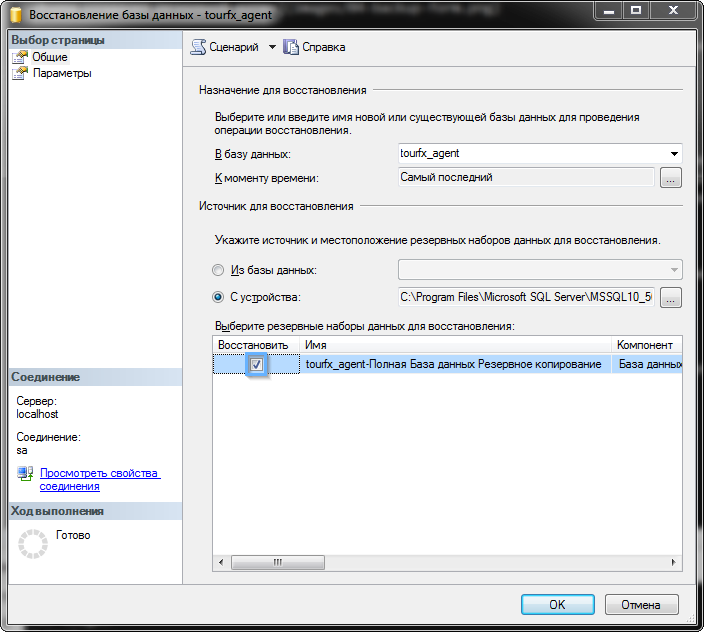 Восстановление базы данных - tourfx_agent
Выбор страницы
Общие
Параметры
Сценарий
Справка
Назначение для восстановления
Выберите или введите имя новой или существующей базы данных для проведения
операции восстановления.
В базу данных:
tourfx_agent
К моменту времени:
Самый последний
...
Источник для восстановления
Укажите источник и местоположение резервных наборов данных для восстановления.
Из базы данных:
С устройства:
C:\Program Files\Microsoft SQL Server\MSSQL10_5
...
Выберите резервные наборы данных для восстановления:
Восстановить Имя Компонент
tourfx_agent-Полная База данных Резервное копирование База данных
Соединение
Сервер:
localhost
Соединение:
sa
Просмотреть свойства
соединения
Ход выполнения
Готово
OK
Отмена